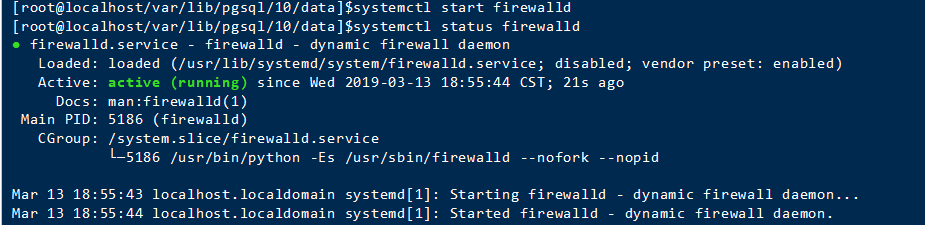 [root@localhost/var/lib/pgsql/10/data]$systemctl start firewalld
[root@localhost/var/lib/pgsql/10/data]$systemctl status firewalld
● firewalld.service - firewalld - dynamic firewall daemon
   Loaded: loaded (/usr/lib/systemd/system/firewalld.service; disabled; vendor preset: enabled)
   Active: active (running) since Wed 2019-03-13 18:55:44 CST; 21s ago
     Docs: man:firewalld(1)
 Main PID: 5186 (firewalld)
   CGroup: /system.slice/firewalld.service
           └─5186 /usr/bin/python -Es /usr/sbin/firewalld --nofork --nopid
Mar 13 18:55:43 localhost.localdomain systemd[1]: Starting firewalld - dynamic firewall daemon...
Mar 13 18:55:44 localhost.localdomain systemd[1]: Started firewalld - dynamic firewall daemon.